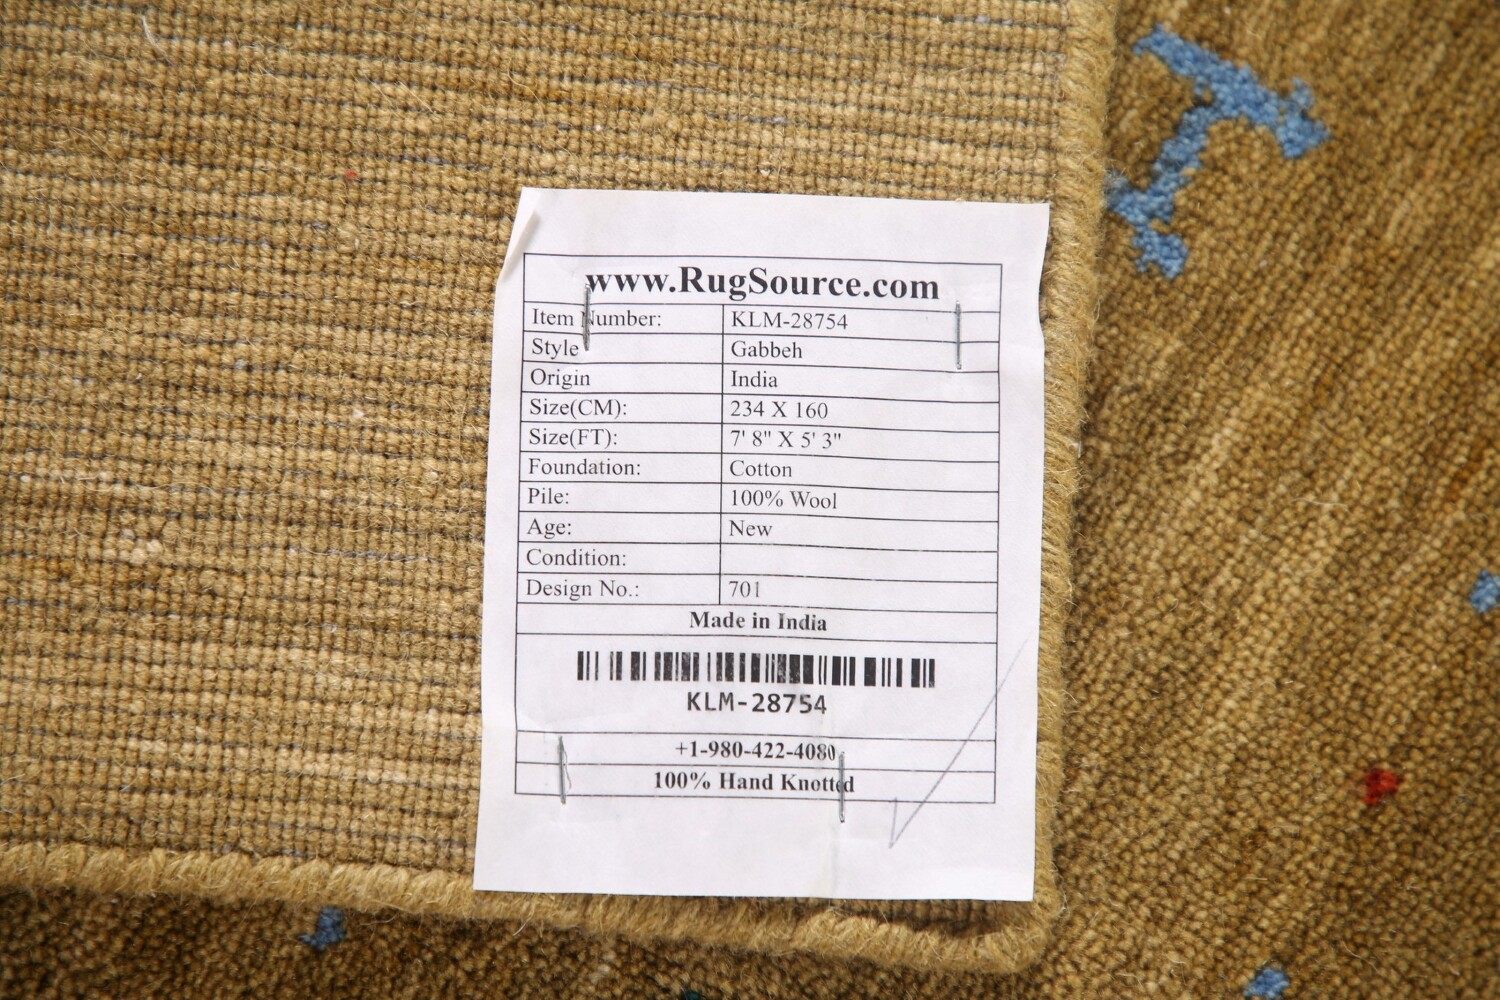 www.RugSource.com
Item Number: KLM-28754
Style Gabbeh
Origin India
Size(CM): 234 X 160
Size(FT): 7' 8" X 5' 3"
Foundation: Cotton
Pile: 100% Wool
Age: New
Condition:
Design No.: 701
Made in India
KLM-28754
+1-980-422-4080
100% Hand Knotted